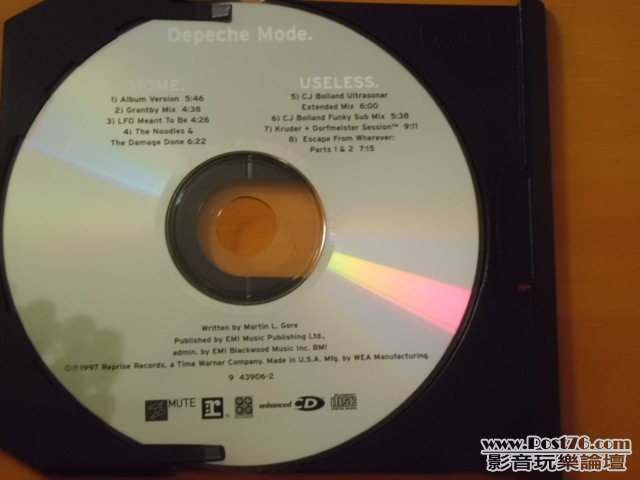 Depeche Mode.
HOME.
1) Album Version 5:46
2) Grantby Mix 4:38
3) LFO Meant To Be 4:26
4) The Noodles &
The Damage Done 6:22
USELESS.
5) CJ Bolland Ultrasonar
Extended Mix 6:00
6) CJ Bolland Funky Sub Mix 5:38
7) Kruder + Dorfmeister Session™ 9:11
8) Escape From Wherever:
Parts 1 & 2 7:15
Written by Martin L. Gore
Published by EMI Music Publishing Ltd.,
admin. by EMI Blackwood Music Inc. BMI
©℗1997 Reprise Records, a Time Warner Company. Made in U.S.A. Mfg. by WEA Manufacturing.
9 43906-2
MUTE
r
enhanced CD
COMPACT disc DIGITAL AUDIO
www.Post76.com
影音玩樂論壇